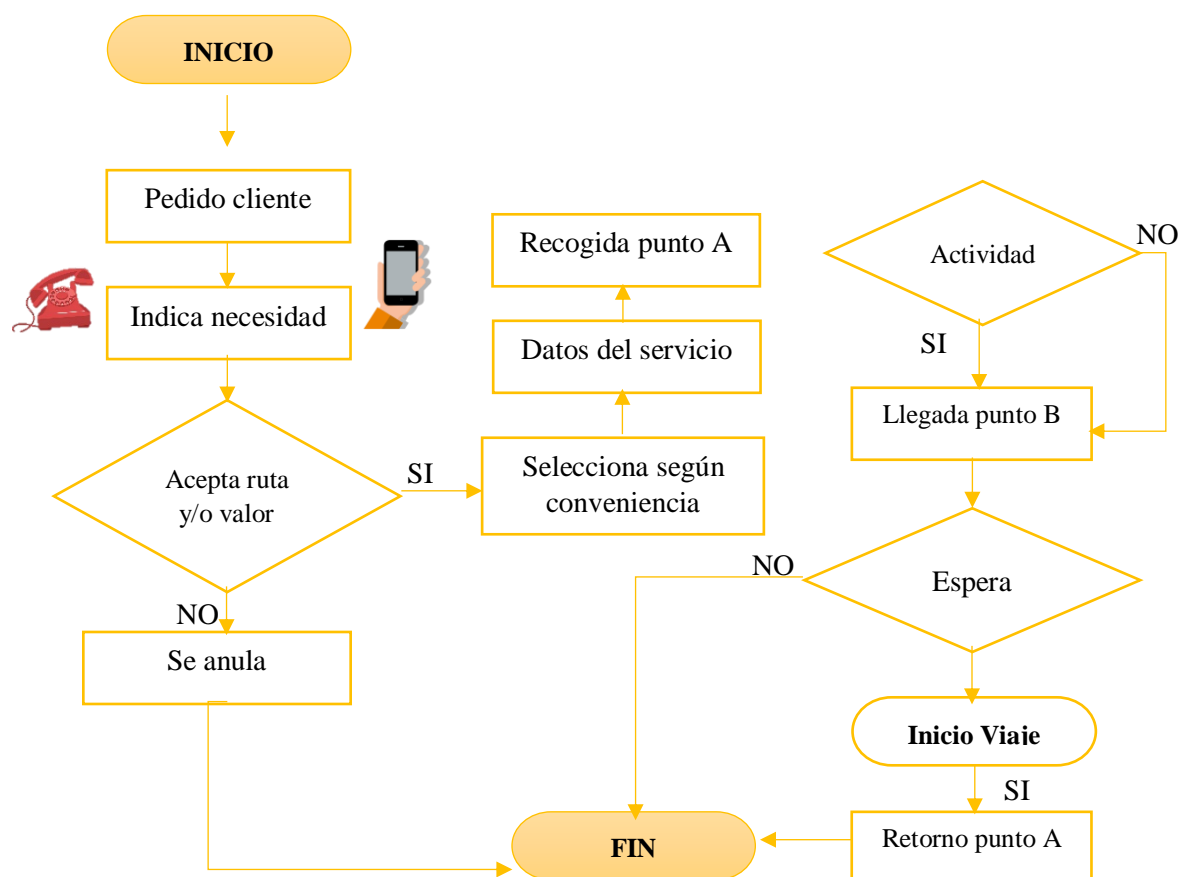 INICIO
Pedido cliente
Indica necesidad
Acepta ruta
y/o valor
SI
NO
Se anula
Selecciona según
conveniencia
Datos del servicio
Recogida punto A
Actividad
NO
SI
Llegada punto B
Espera
NO
Inicio Viaje
SI
Retorno punto A
FIN